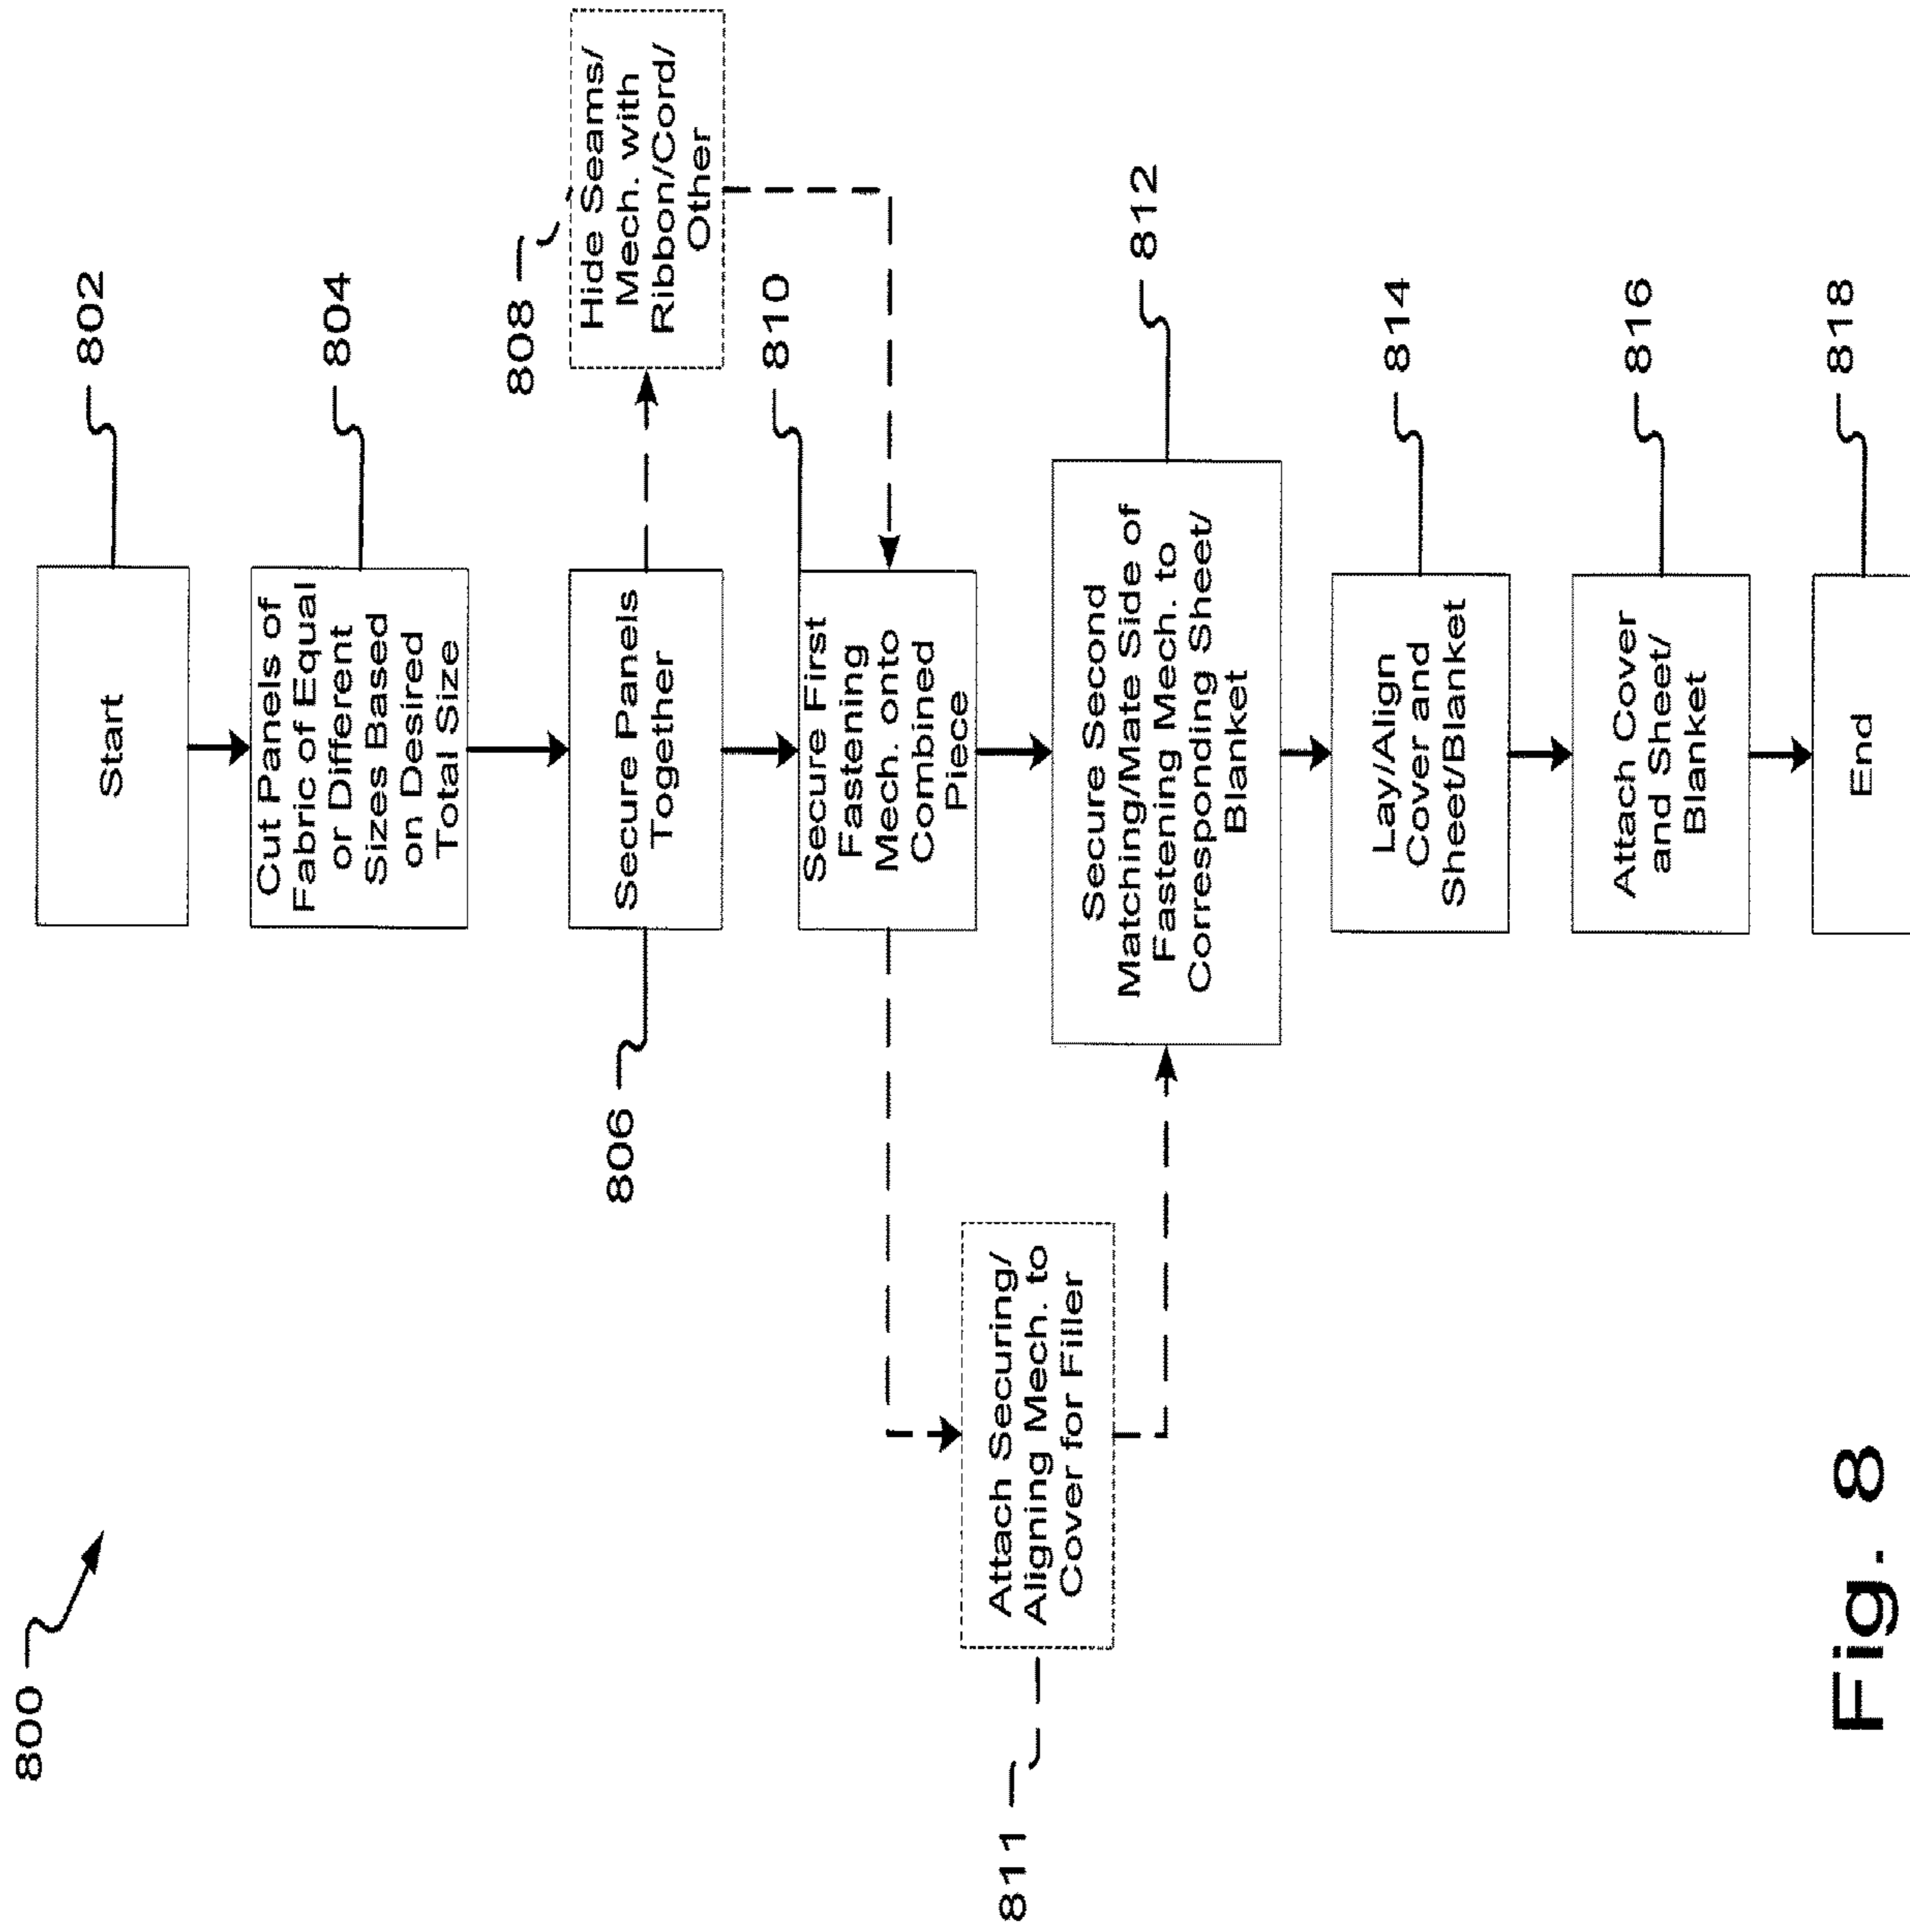 800
802
Start
804
Cut Panels of
Fabric of Equal
or Different
Sizes Based
on Desired
Total Size
806
Secure Panels
Together
808
Hide Seams/
Mech. with
Ribbon/Cord/
Other
810
Secure First
Fastening
Mech. onto
Combined
Piece
811
Attach Securing/
Aligning Mech. to
Cover for Filler
812
Secure Second
Matching/Mate Side of
Fastening Mech. to
Corresponding Sheet/
Blanket
814
Lay/Align
Cover and
Sheet/Blanket
816
Attach Cover
and Sheet/
Blanket
818
End
Fig. 8